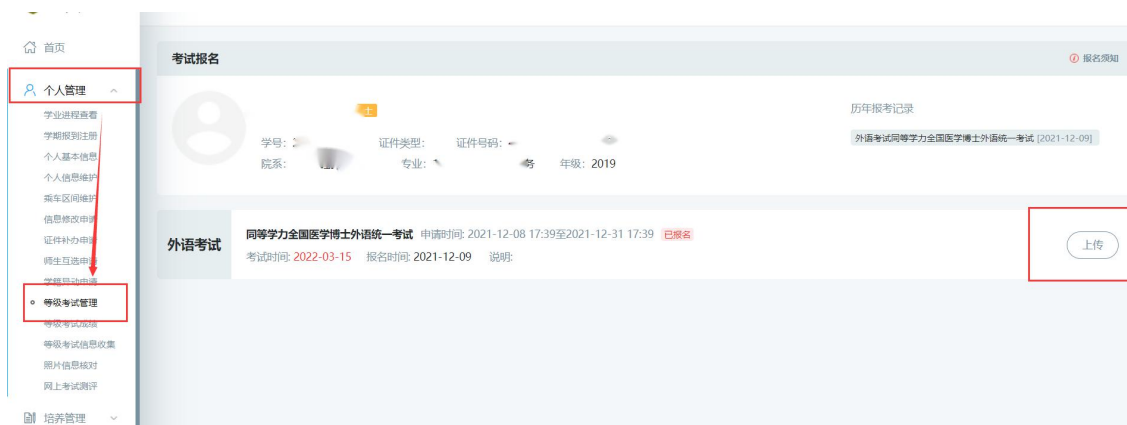 首页
个人管理
学业进程查看
学期报到注册
个人基本信息
个人信息维护
乘车区间维护
信息修改申请
证件补办申请
师生互选申请
学籍异动申请
等级考试管理
等级考试成绩
等级考试信息收集
照片信息核对
网上考试测评
培养管理
考试报名
报名须知
士
学号: 证件类型: 证件号码:
院系: 专业: 务 年级: 2019
历年报考记录
外语考试同等学力全国医学博士外语统一考试 [2021-12-09]
外语考试
同等学力全国医学博士外语统一考试 申请时间: 2021-12-08 17:39至2021-12-31 17:39 已报名
考试时间: 2022-03-15 报名时间: 2021-12-09 说明:
上传